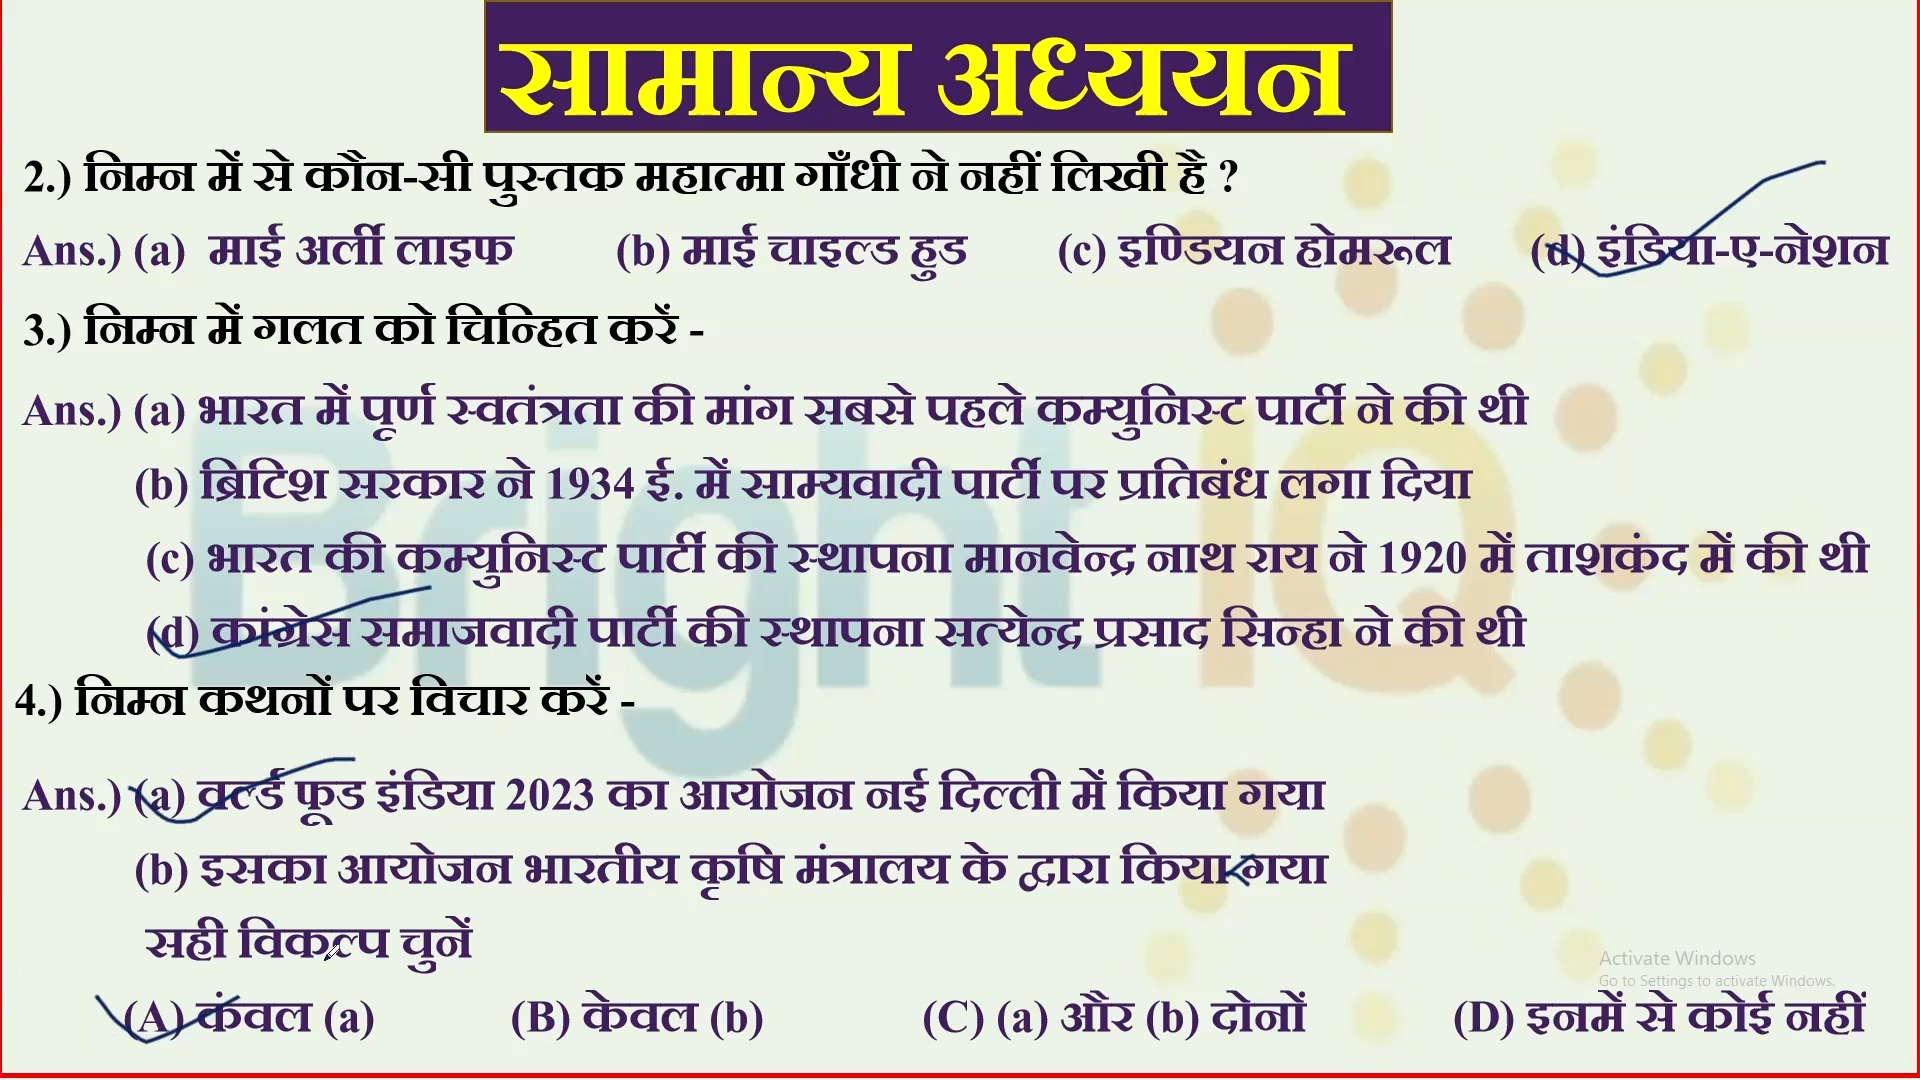 सामान्य अध्ययन
2.) निम्न में से कौन-सी पुस्तक महात्मा गाँधी ने नहीं लिखी है ?
Ans.) (a) माई अर्ली लाइफ (b) माई चाइल्ड हुड (c) इण्डियन होमरूल (d) इंडिया-ए-नेशन
3.) निम्न में गलत को चिन्हित करें -
Ans.) (a) भारत में पूर्ण स्वतंत्रता की मांग सबसे पहले कम्युनिस्ट पार्टी ने की थी
(b) ब्रिटिश सरकार ने 1934 ई. में साम्यवादी पार्टी पर प्रतिबंध लगा दिया
(c) भारत की कम्युनिस्ट पार्टी की स्थापना मानवेन्द्र नाथ राय ने 1920 में ताशकंद में की थी
(d) कांग्रेस समाजवादी पार्टी की स्थापना सत्येन्द्र प्रसाद सिन्हा ने की थी
4.) निम्न कथनों पर विचार करें -
Ans.) (a) वर्ल्ड फूड इंडिया 2023 का आयोजन नई दिल्ली में किया गया
(b) इसका आयोजन भारतीय कृषि मंत्रालय के द्वारा किया गया
सही विकल्प चुनें
(A) केवल (a) (B) केवल (b) (C) (a) और (b) दोनों (D) इनमें से कोई नहीं
Bright IQ
Activate Windows
Go to Settings to activate Windows.